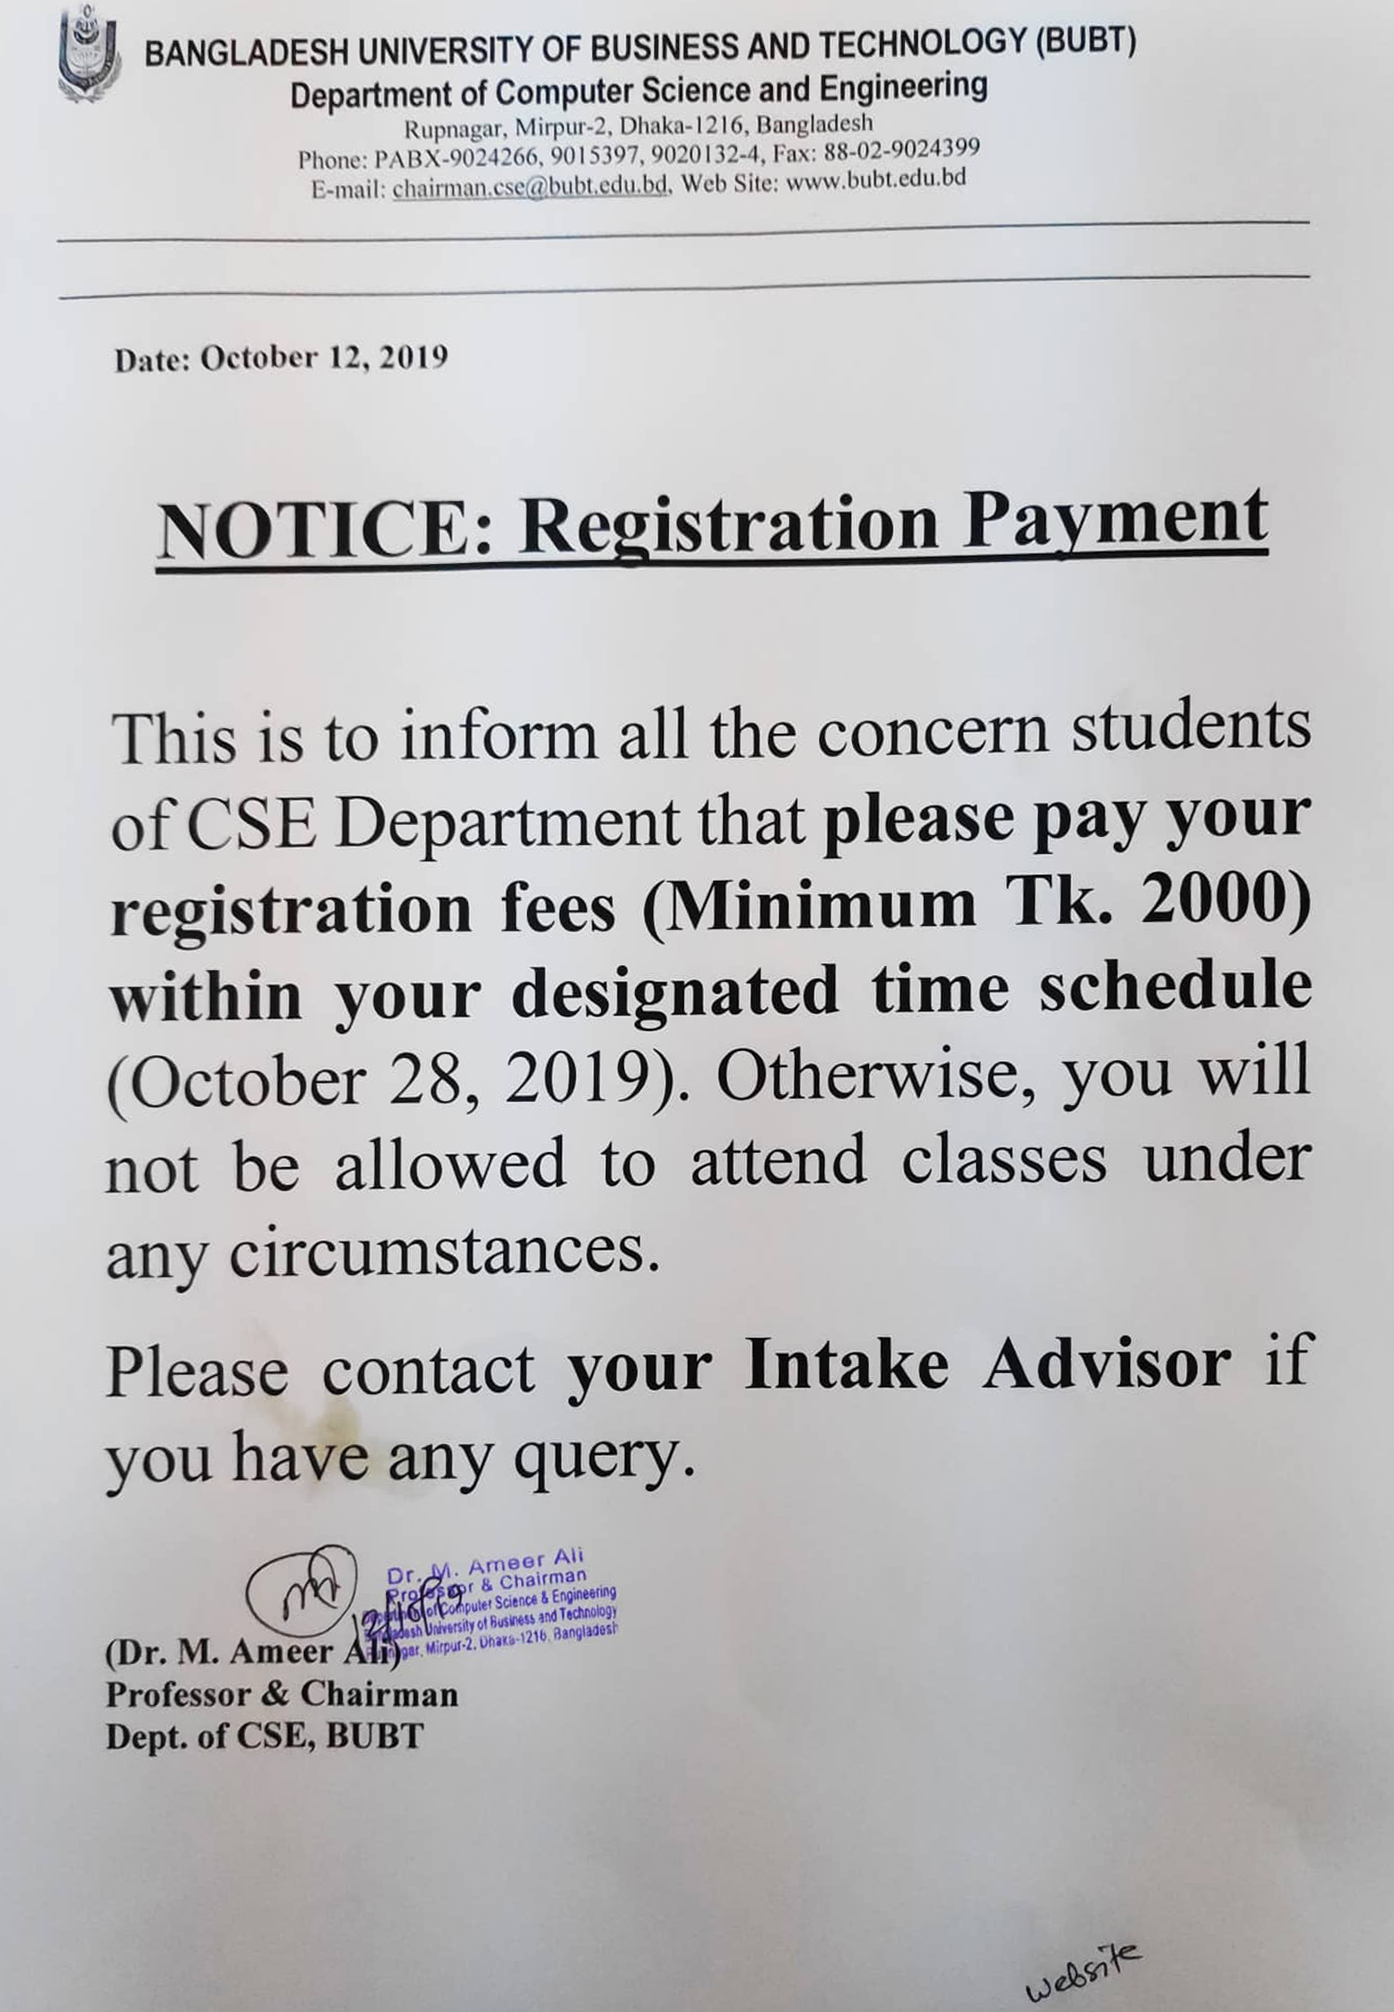 BANGLADESH UNIVERSITY OF BUSINESS AND TECHNOLOGY (BUBT)
Department of Computer Science and Engineering
Rupnagar, Mirpur-2, Dhaka-1216, Bangladesh
Phone: PABX-9024266, 9015397, 9020132-4, Fax: 88-02-9024399
E-mail: chairman.cse@bubt.edu.bd, Web Site: www.bubt.edu.bd
Date: October 12, 2019
NOTICE: Registration Payment
This is to inform all the concern students
of CSE Department that please pay your
registration fees (Minimum Tk. 2000)
within your designated time schedule
(October 28, 2019). Otherwise, you will
not be allowed to attend classes under
any circumstances.
Please contact your Intake Advisor if
you have any query.
12/10/19
Dr. M. Ameer Ali
Professor & Chairman
of Computer Science & Engineering
University of Business and Technology
Mirpur-2, Dhaka-1216, Bangladesh
(Dr. M. Ameer Ali)
Professor & Chairman
Dept. of CSE, BUBT
website